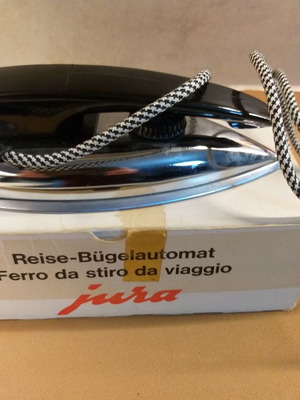 Reise-Bügelautomat
Ferro da stiro da viaggio
jura